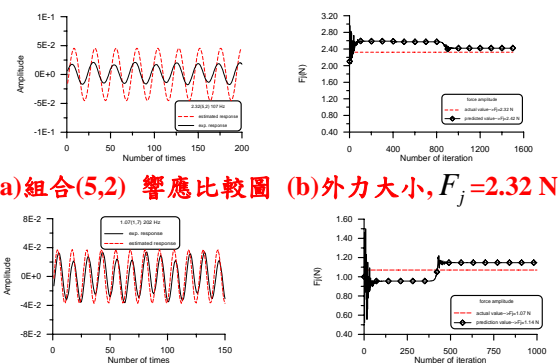 1E-1
5E-2
0E+0
-5E-2
-1E-1
Amplitude
2.32(5,2) 107 Hz
estimated response
exp. response
0 50 100 150 200
Number of times
3.20
2.80
2.40
2.00
1.60
1.20
0.80
0.40
Fj(N)
force amplitude
actual value-->Fj=2.32 N
predicted value-->Fj=2.42 N
0 400 800 1200 1600
Number of iteration
a)組合(5,2) 響應比較圖 (b)外力大小, Fj =2.32 N
8E-2
4E-2
0E+0
-4E-2
-8E-2
Amplitude
1.07(1,7) 202 Hz
exp. response
estimated response
0 50 100 150
Number of times
1.60
1.40
1.20
1.00
0.80
0.60
0.40
Fj(N)
force amplitude
actual value-->Fj=1.07 N
prediction value-->Fj=1.14 N
0 250 500 750 1000
Number of iteration